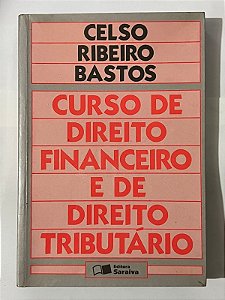 CELSO
RIBEIRO
BASTOS
CURSO DE
DIREITO
FINANCEIRO
E DE
DIREITO
TRIBUTÁRIO
Editora
Saraiva